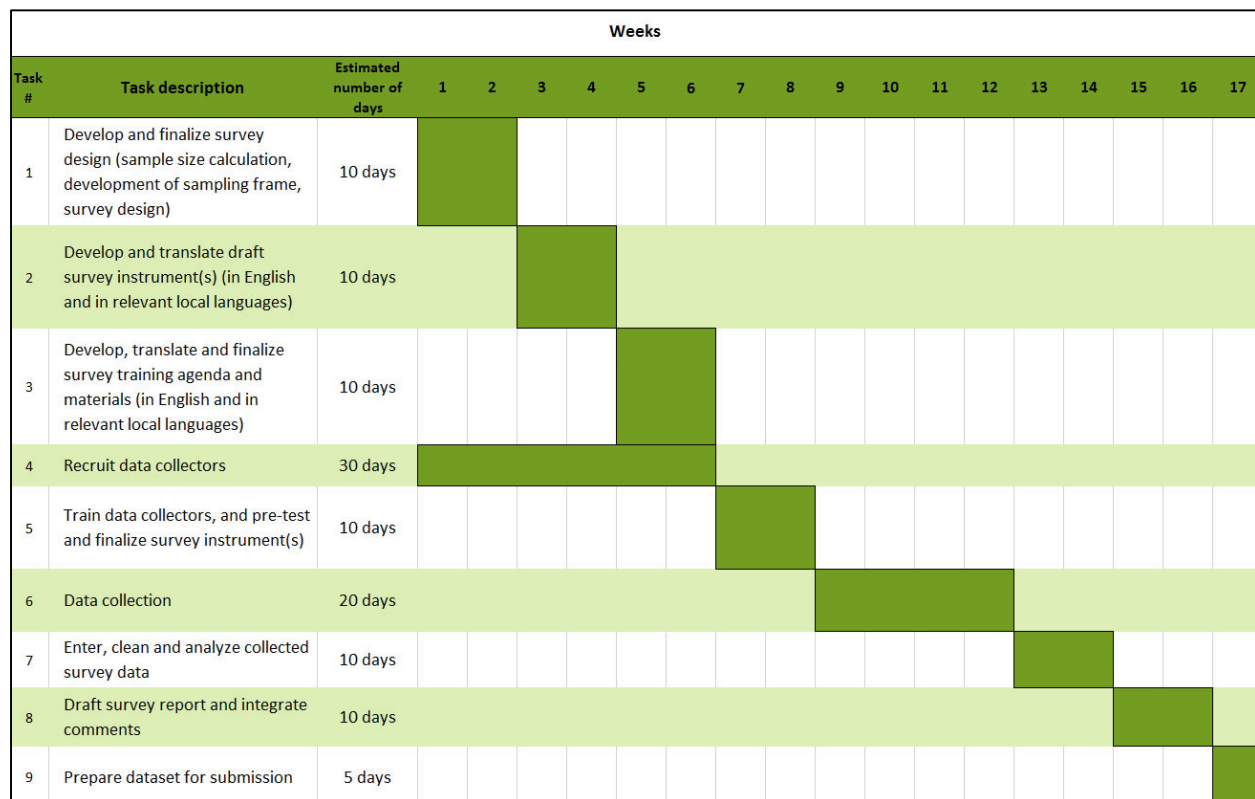 Weeks
Task # Task description Estimated number of days 1 2 3 4 5 6 7 8 9 10 11 12 13 14 15 16 17
1 Develop and finalize survey design (sample size calculation, development of sampling frame, survey design) 10 days
2 Develop and translate draft survey instrument(s) (in English and in relevant local languages) 10 days
3 Develop, translate and finalize survey training agenda and materials (in English and in relevant local languages) 10 days
4 Recruit data collectors 30 days
5 Train data collectors, and pre-test and finalize survey instrument(s) 10 days
6 Data collection 20 days
7 Enter, clean and analyze collected survey data 10 days
8 Draft survey report and integrate comments 10 days
9 Prepare dataset for submission 5 days